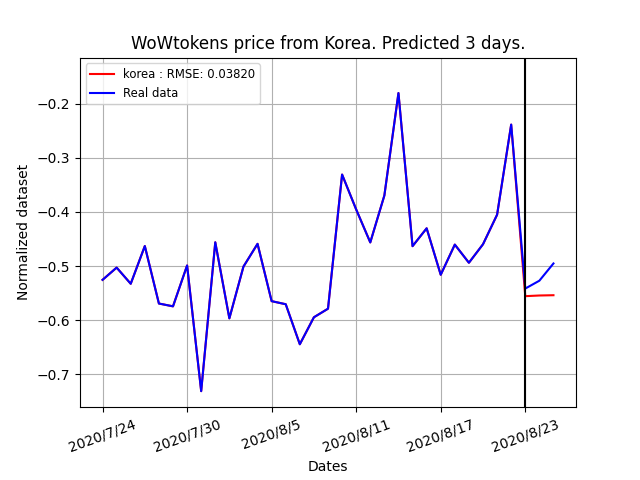 WoWtokens price from Korea. Predicted 3 days.
korea : RMSE: 0.03820
Real data
Normalized dataset
−0.2
−0.3
−0.4
−0.5
−0.6
−0.7
2020/7/24
2020/7/30
2020/8/5
2020/8/11
2020/8/17
2020/8/23
Dates